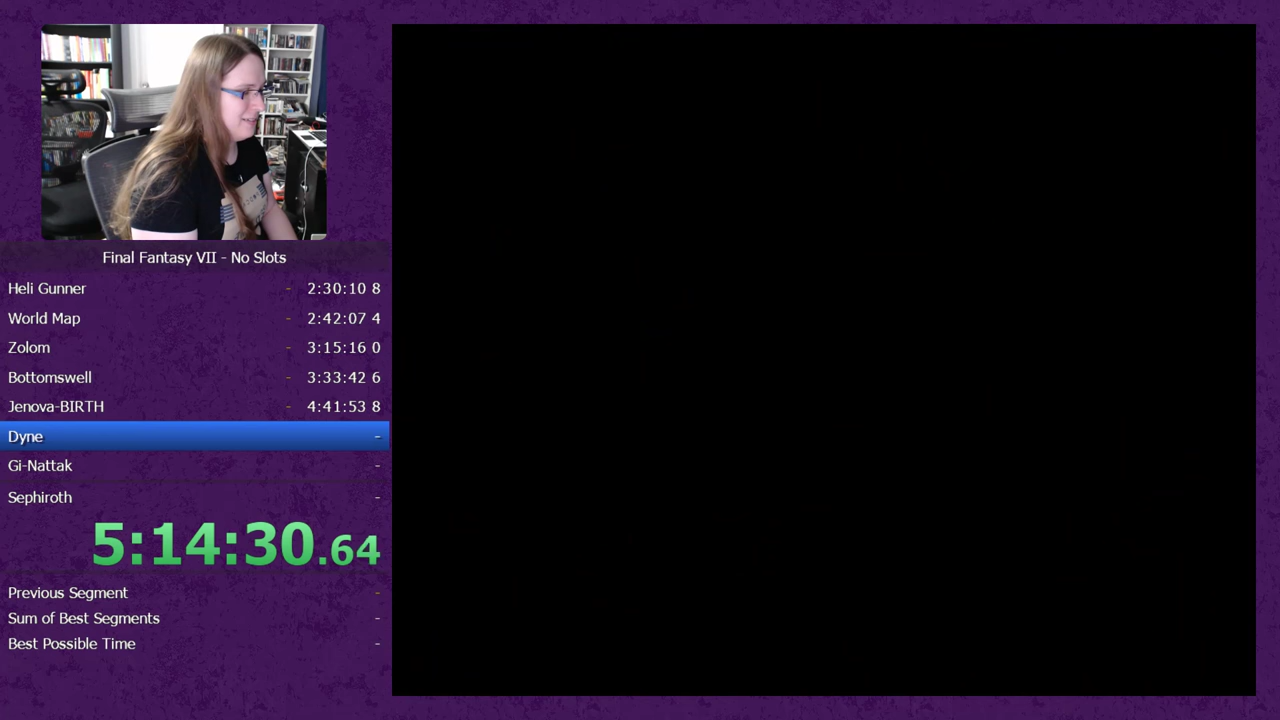 Final Fantasy VII - No Slots
Heli Gunner - 2:30:10 8
World Map - 2:42:07 4
Zolom - 3:15:16 0
Bottomswell - 3:33:42 6
Jenova-BIRTH - 4:41:53 8
Dyne -
Gi-Nattak -
Sephiroth -
5:14:30.64
Previous Segment -
Sum of Best Segments -
Best Possible Time -